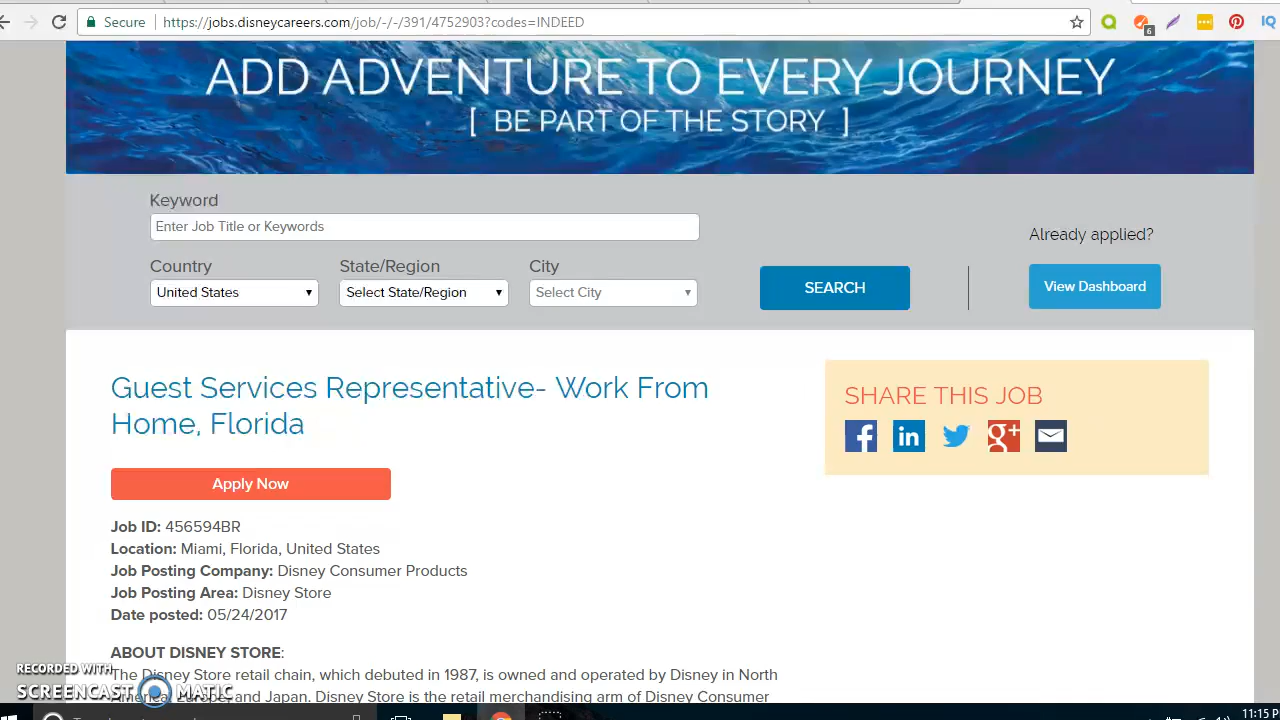 Secure https://jobs.disneycareers.com/job/-/-/391/4752903?codes=INDEED
6
ADD ADVENTURE TO EVERY JOURNEY
[ BE PART OF THE STORY ]
Keyword
Enter Job Title or Keywords
Already applied?
Country State/Region City
United States Select State/Region Select City
SEARCH
View Dashboard
Guest Services Representative- Work From
Home, Florida
SHARE THIS JOB
Apply Now
Job ID: 456594BR
Location: Miami, Florida, United States
Job Posting Company: Disney Consumer Products
Job Posting Area: Disney Store
Date posted: 05/24/2017
ABOUT DISNEY STORE:
The Disney Store retail chain, which debuted in 1987, is owned and operated by Disney in North
America, Europe, and Japan. Disney Store is the retail merchandising arm of Disney Consumer
RECORDED WITH
SCREENCAST MATIC
11:15 P